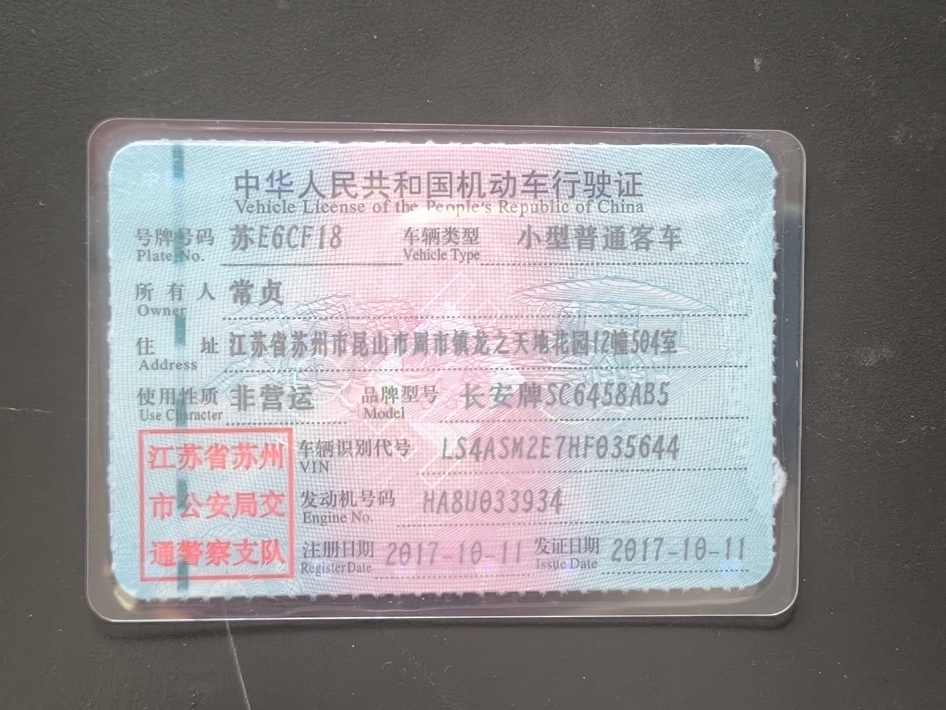 中华人民共和国机动车行驶证
Vehicle License of the People's Republic of China
号牌号码 苏E6CF18 车辆类型 小型普通客车
Plate No. Vehicle Type
所有人 常贞
Owner
住址 江苏省苏州市昆山市周市镇龙之天地花园12幢504室
Address
使用性质 非营运 品牌型号 长安牌SC6458AB5
Use Character Model
江苏省苏州
市公安局交
通警察支队
车辆识别代号 LS4ASM2E7HF035644
VIN
发动机号码 HA8U033934
Engine No.
注册日期 2017-10-11 发证日期 2017-10-11
Register Date Issue Date